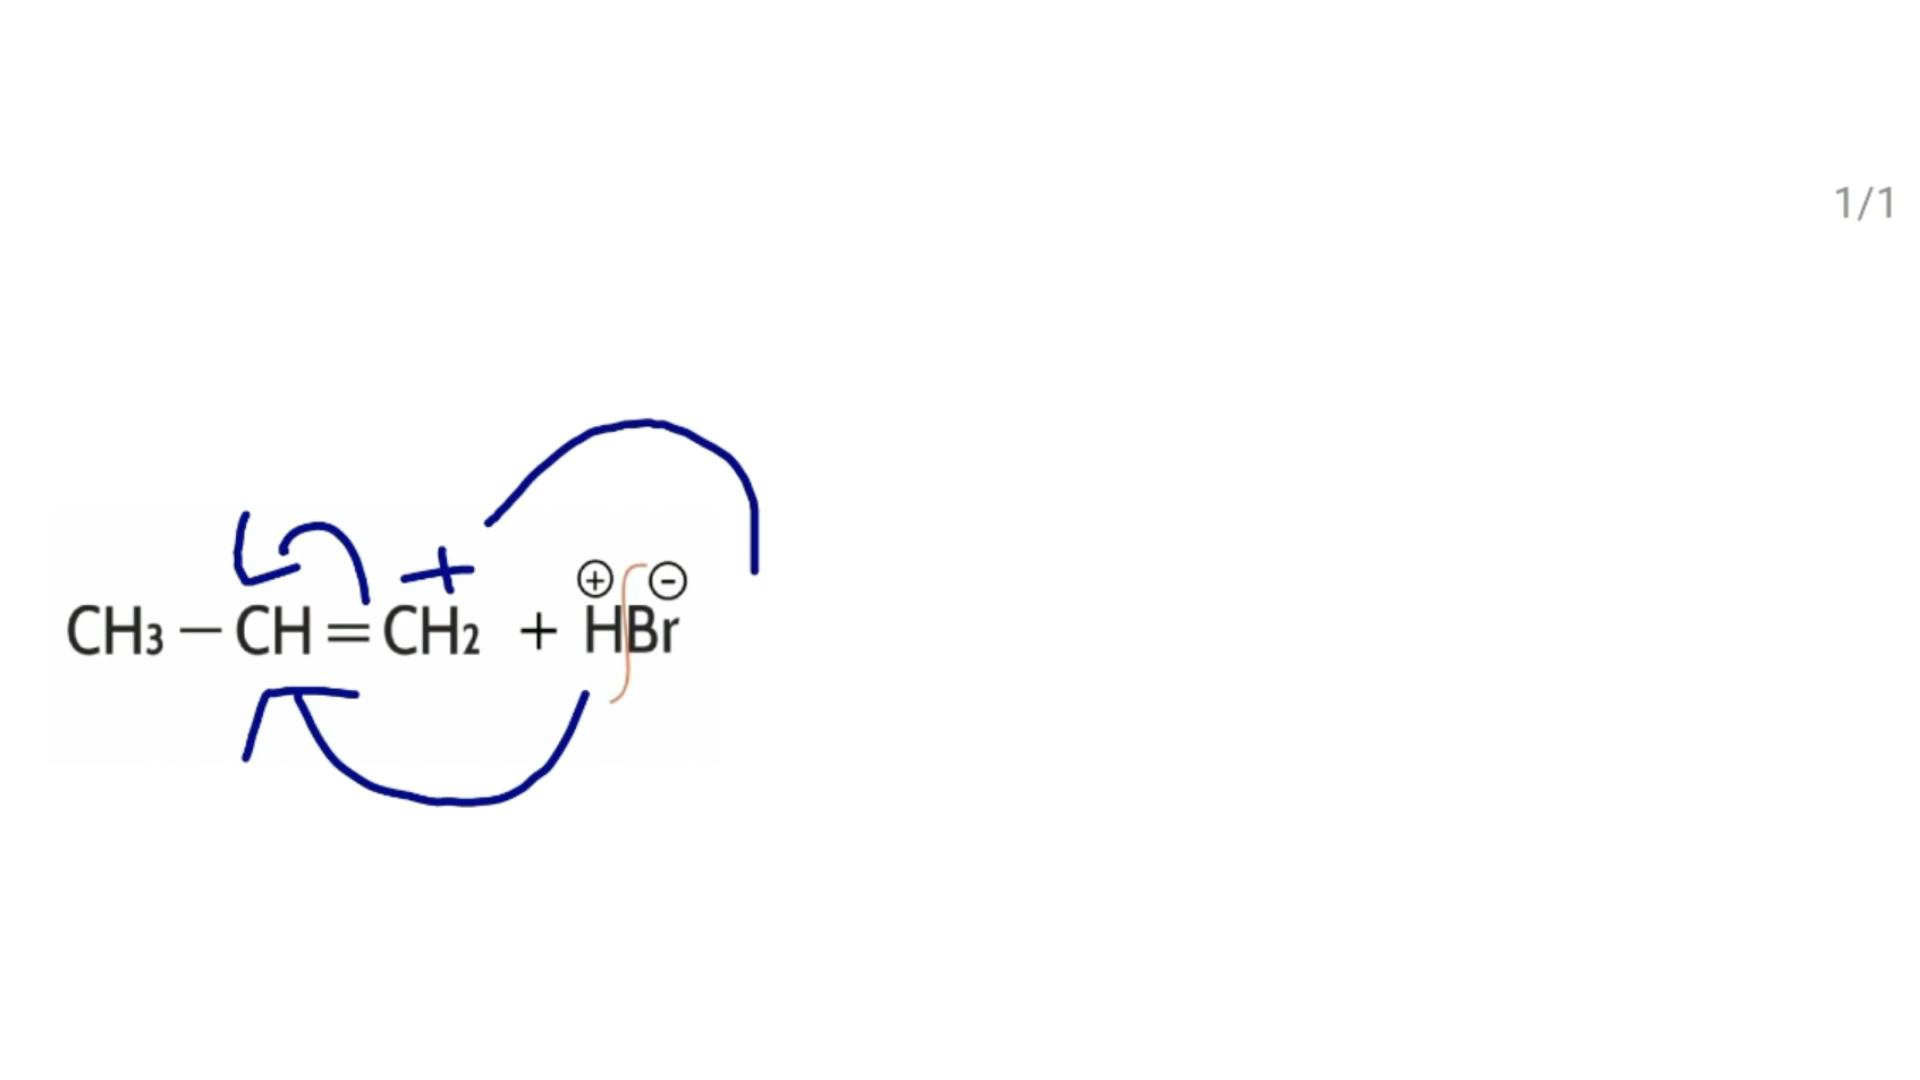 1/1
+
⊕ ⊖
CH₃ — CH = CH₂ + HBr